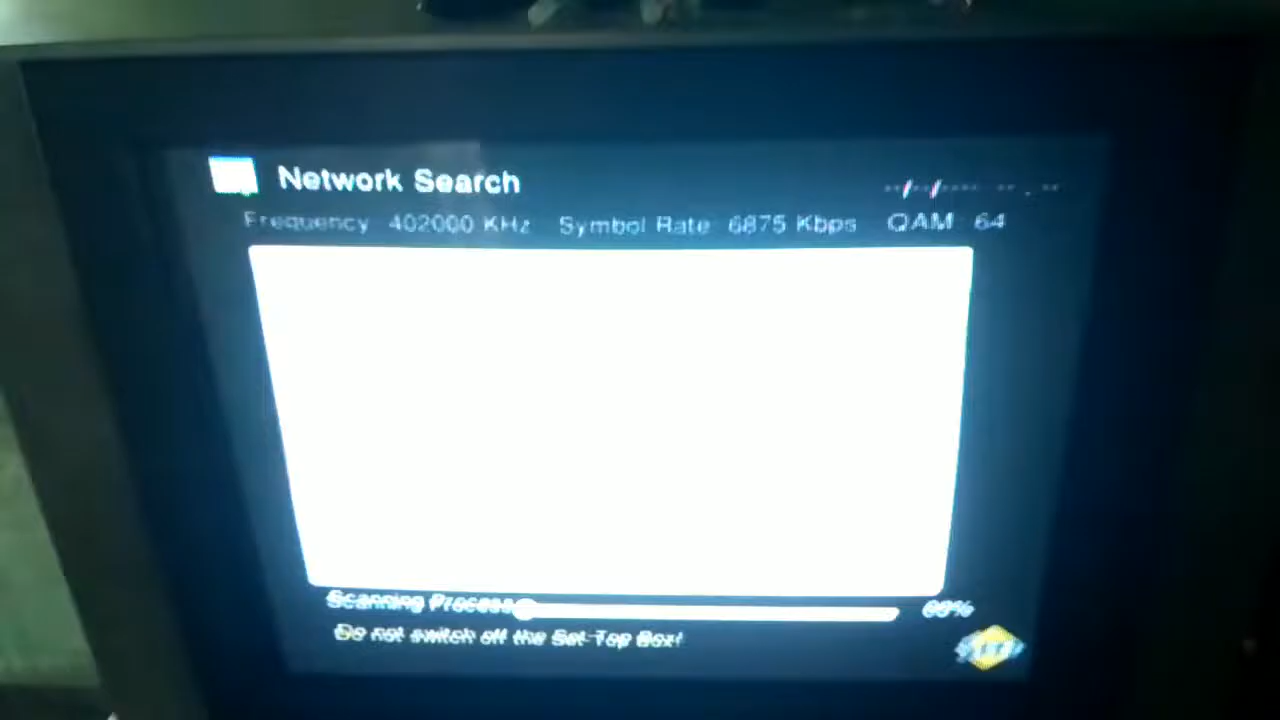 Network Search
--/--/---- -- . --
Frequency 402000 KHz Symbol Rate 6875 Kbps QAM 64
Scanning Process 00%
Do not switch off the Set Top Box!